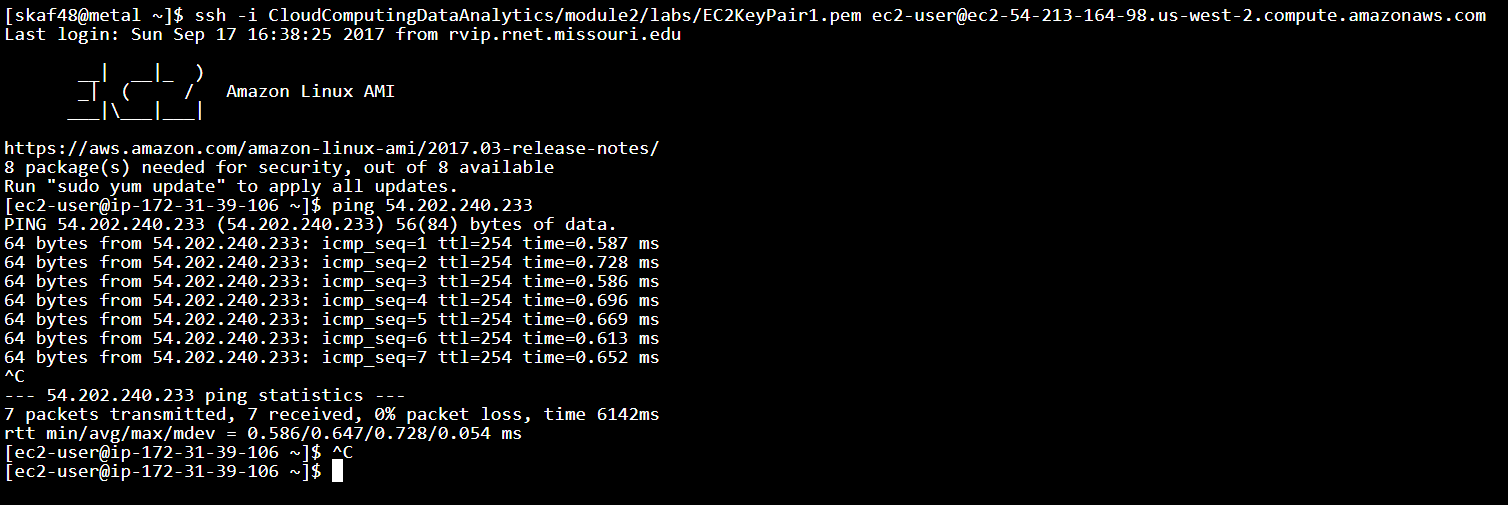 [skaf48@metal ~]$ ssh -i CloudComputingDataAnalytics/module2/labs/EC2KeyPair1.pem ec2-user@ec2-54-213-164-98.us-west-2.compute.amazonaws.com
Last login: Sun Sep 17 16:38:25 2017 from rvip.rnet.missouri.edu
       __|  __|_  )
       _|  (     /   Amazon Linux AMI
      ___|\___|___|
https://aws.amazon.com/amazon-linux-ami/2017.03-release-notes/
8 package(s) needed for security, out of 8 available
Run "sudo yum update" to apply all updates.
[ec2-user@ip-172-31-39-106 ~]$ ping 54.202.240.233
PING 54.202.240.233 (54.202.240.233) 56(84) bytes of data.
64 bytes from 54.202.240.233: icmp_seq=1 ttl=254 time=0.587 ms
64 bytes from 54.202.240.233: icmp_seq=2 ttl=254 time=0.728 ms
64 bytes from 54.202.240.233: icmp_seq=3 ttl=254 time=0.586 ms
64 bytes from 54.202.240.233: icmp_seq=4 ttl=254 time=0.696 ms
64 bytes from 54.202.240.233: icmp_seq=5 ttl=254 time=0.669 ms
64 bytes from 54.202.240.233: icmp_seq=6 ttl=254 time=0.613 ms
64 bytes from 54.202.240.233: icmp_seq=7 ttl=254 time=0.652 ms
^C
--- 54.202.240.233 ping statistics ---
7 packets transmitted, 7 received, 0% packet loss, time 6142ms
rtt min/avg/max/mdev = 0.586/0.647/0.728/0.054 ms
[ec2-user@ip-172-31-39-106 ~]$ ^C
[ec2-user@ip-172-31-39-106 ~]$